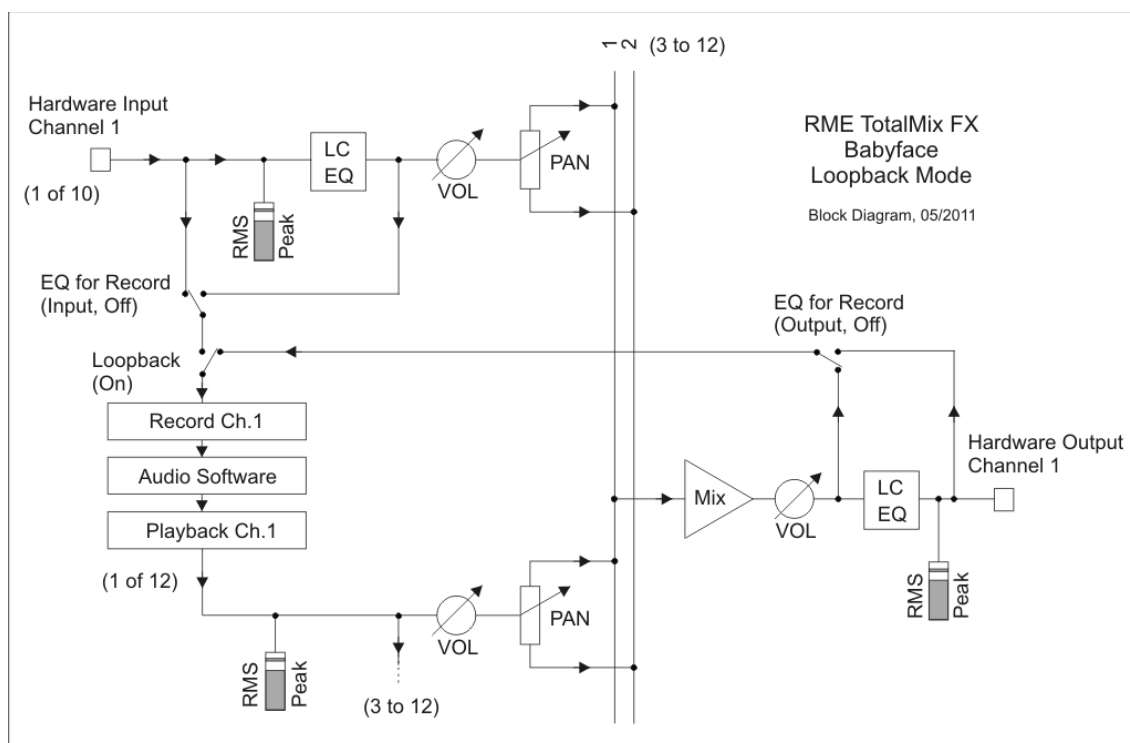 1
2
(3 to 12)
Hardware Input
Channel 1
(1 of 10)
LC
EQ
VOL
PAN
RMS
Peak
RME TotalMix FX
Babyface
Loopback Mode
Block Diagram, 05/2011
EQ for Record
(Input, Off)
EQ for Record
(Output, Off)
Loopback
(On)
Record Ch.1
Audio Software
Playback Ch.1
(1 of 12)
Mix
VOL
LC
EQ
Hardware Output
Channel 1
RMS
Peak
VOL
PAN
RMS
Peak
(3 to 12)